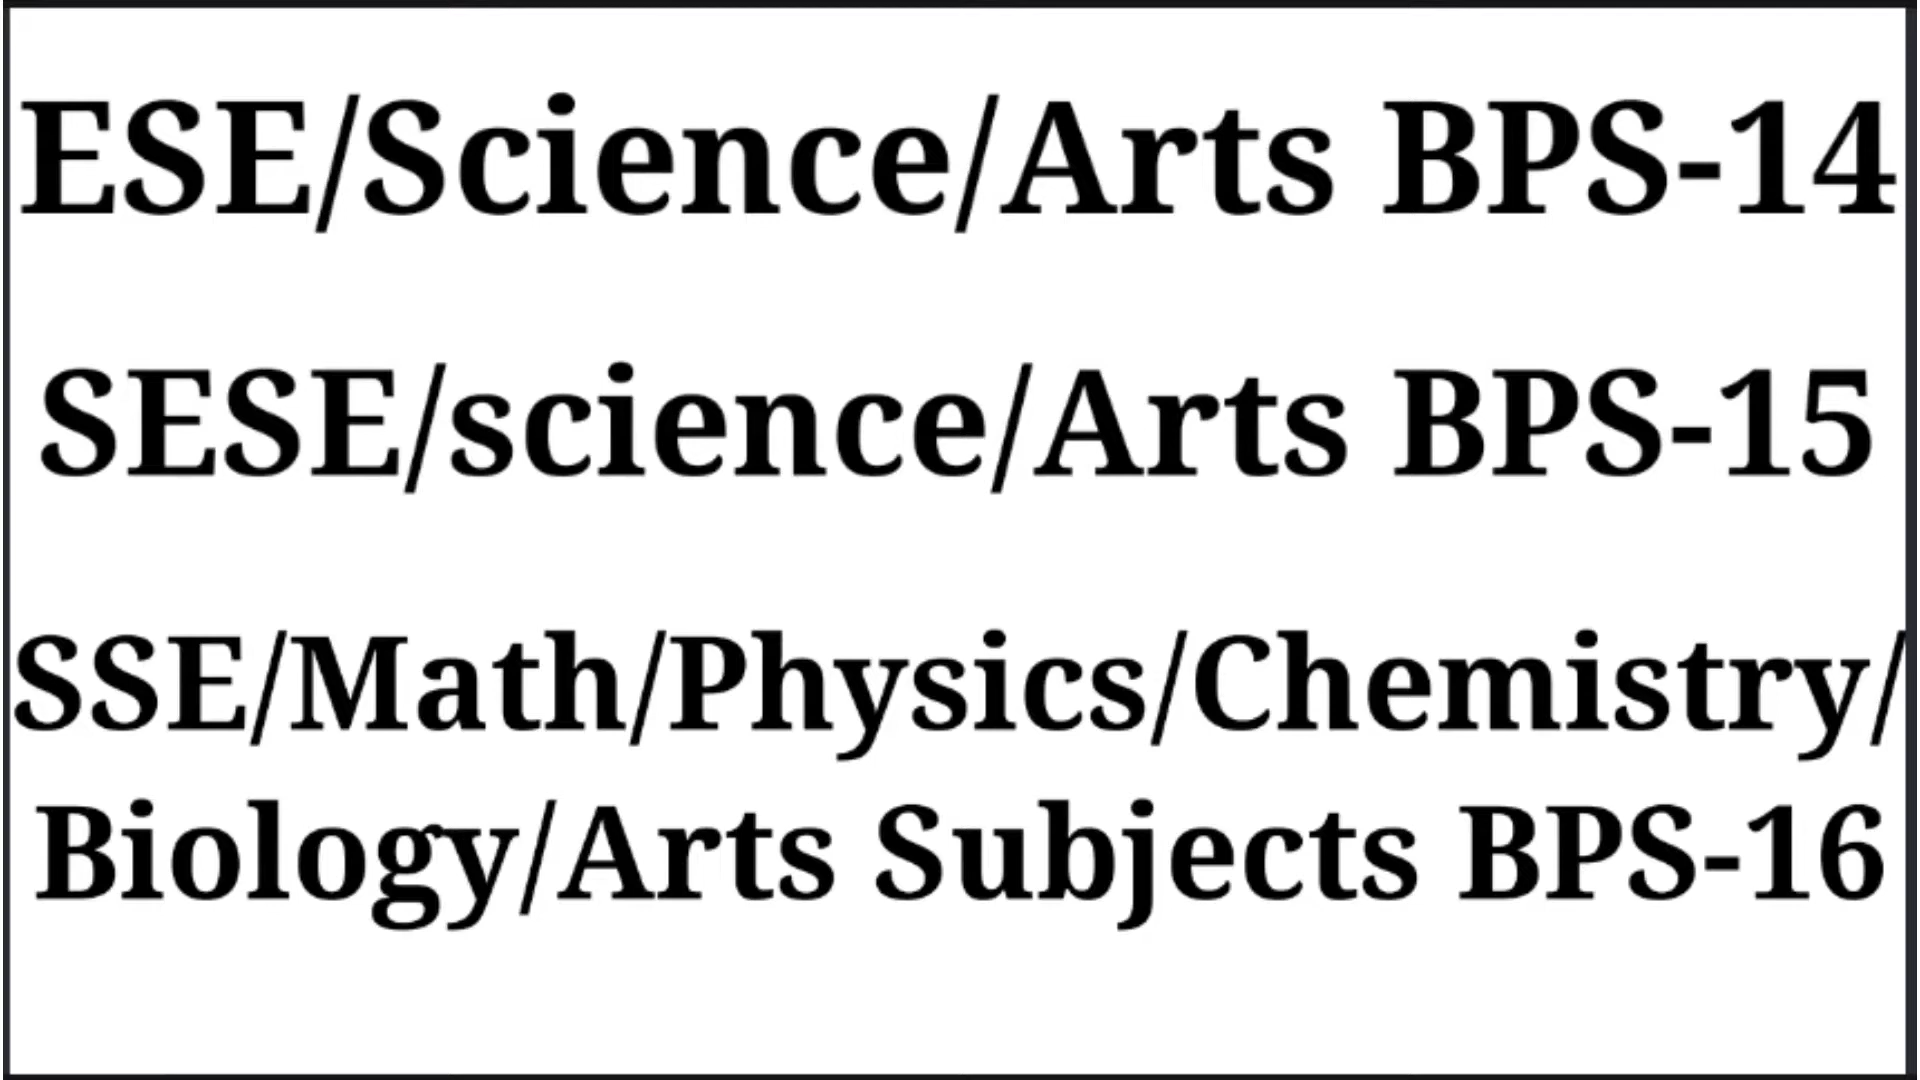 ESE/Science/Arts BPS-14
SESE/science/Arts BPS-15
SSE/Math/Physics/Chemistry/
Biology/Arts Subjects BPS-16